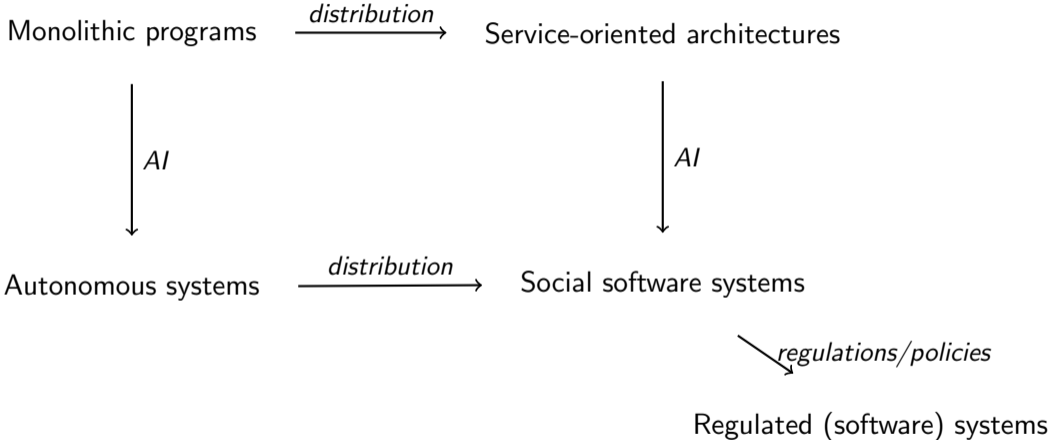 distribution
Monolithic programs
Service-oriented architectures
AI
AI
distribution
Autonomous systems
Social software systems
regulations/policies
Regulated (software) systems